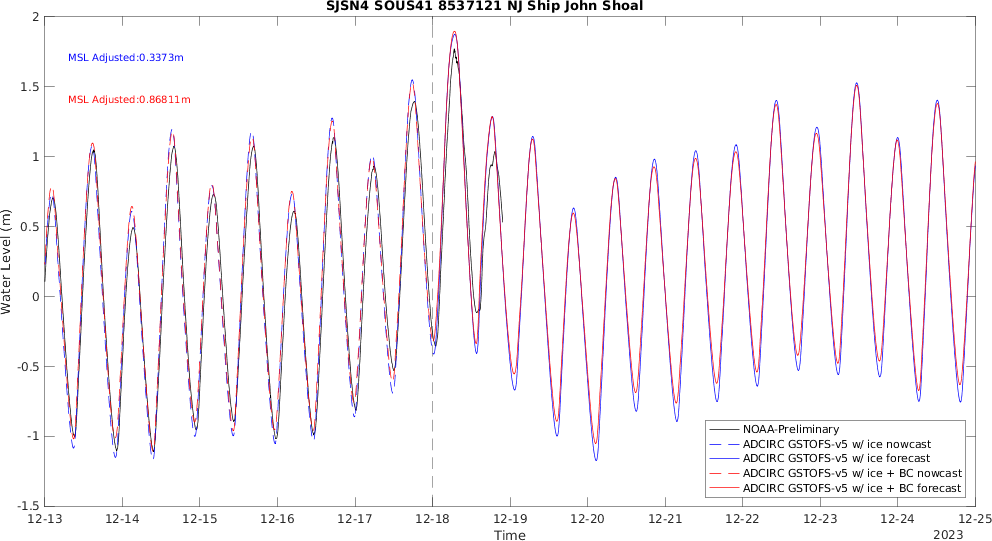 SJSN4 SOUS41 8537121 NJ Ship John Shoal
MSL Adjusted:0.3373m
MSL Adjusted:0.86811m
Water Level (m)
2
1.5
1
0.5
0
-0.5
-1
-1.5
NOAA-Preliminary
ADCIRC GSTOFS-v5 w/ ice nowcast
ADCIRC GSTOFS-v5 w/ ice forecast
ADCIRC GSTOFS-v5 w/ ice + BC nowcast
ADCIRC GSTOFS-v5 w/ ice + BC forecast
12-13 12-14 12-15 12-16 12-17 12-18 12-19 12-20 12-21 12-22 12-23 12-24 12-25
Time
2023